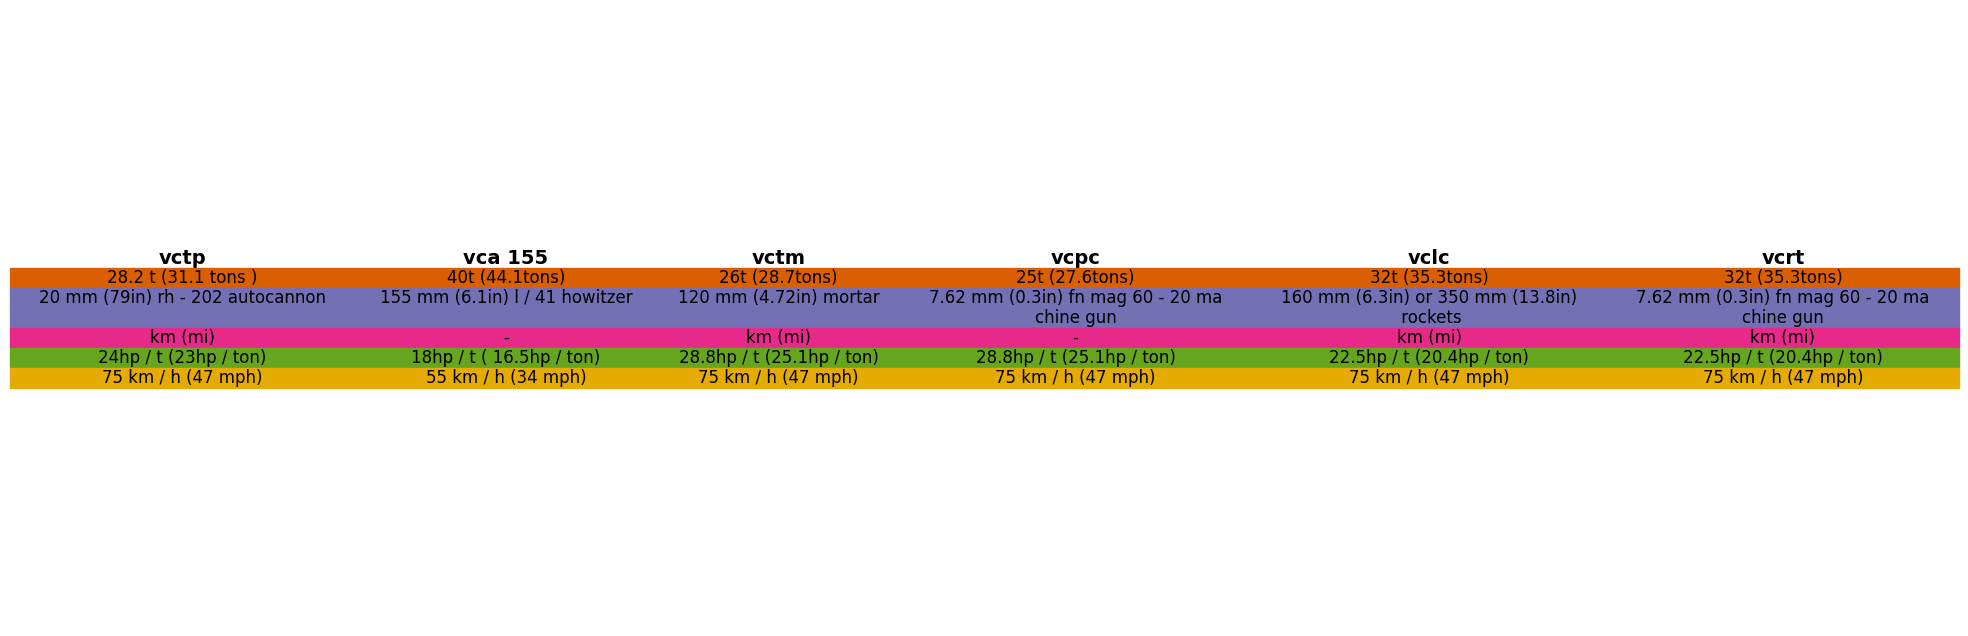 vctp vca 155 vctm vcpc vclc vcrt
28.2 t (31.1 tons ) 40t (44.1tons) 26t (28.7tons) 25t (27.6tons) 32t (35.3tons) 32t (35.3tons)
20 mm (79in) rh - 202 autocannon 155 mm (6.1in) l / 41 howitzer 120 mm (4.72in) mortar 7.62 mm (0.3in) fn mag 60 - 20 ma 160 mm (6.3in) or 350 mm (13.8in) 7.62 mm (0.3in) fn mag 60 - 20 ma
chine gun rockets chine gun
km (mi) - km (mi) - km (mi) km (mi)
24hp / t (23hp / ton) 18hp / t ( 16.5hp / ton) 28.8hp / t (25.1hp / ton) 28.8hp / t (25.1hp / ton) 22.5hp / t (20.4hp / ton) 22.5hp / t (20.4hp / ton)
75 km / h (47 mph) 55 km / h (34 mph) 75 km / h (47 mph) 75 km / h (47 mph) 75 km / h (47 mph) 75 km / h (47 mph)